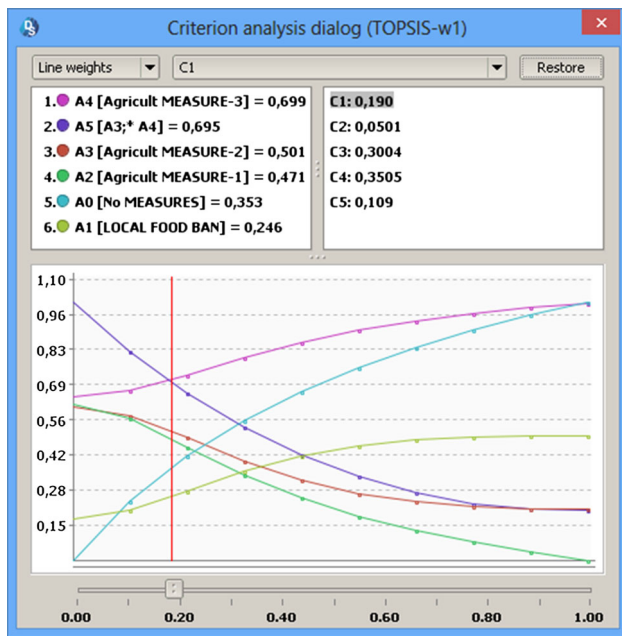 Criterion analysis dialog (TOPSIS-w1)
Line weights
C1
Restore
1. A4 [Agricult MEASURE-3] = 0,699
2. A5 [A3;* A4] = 0,695
3. A3 [Agricult MEASURE-2] = 0,501
4. A2 [Agricult MEASURE-1] = 0,471
5. A0 [No MEASURES] = 0,353
6. A1 [LOCAL FOOD BAN] = 0,246
C1: 0,190
C2: 0,0501
C3: 0,3004
C4: 0,3505
C5: 0,109
1,10
0,96
0,83
0,69
0,56
0,42
0,28
0,15
0.00 0.20 0.40 0.60 0.80 1.00